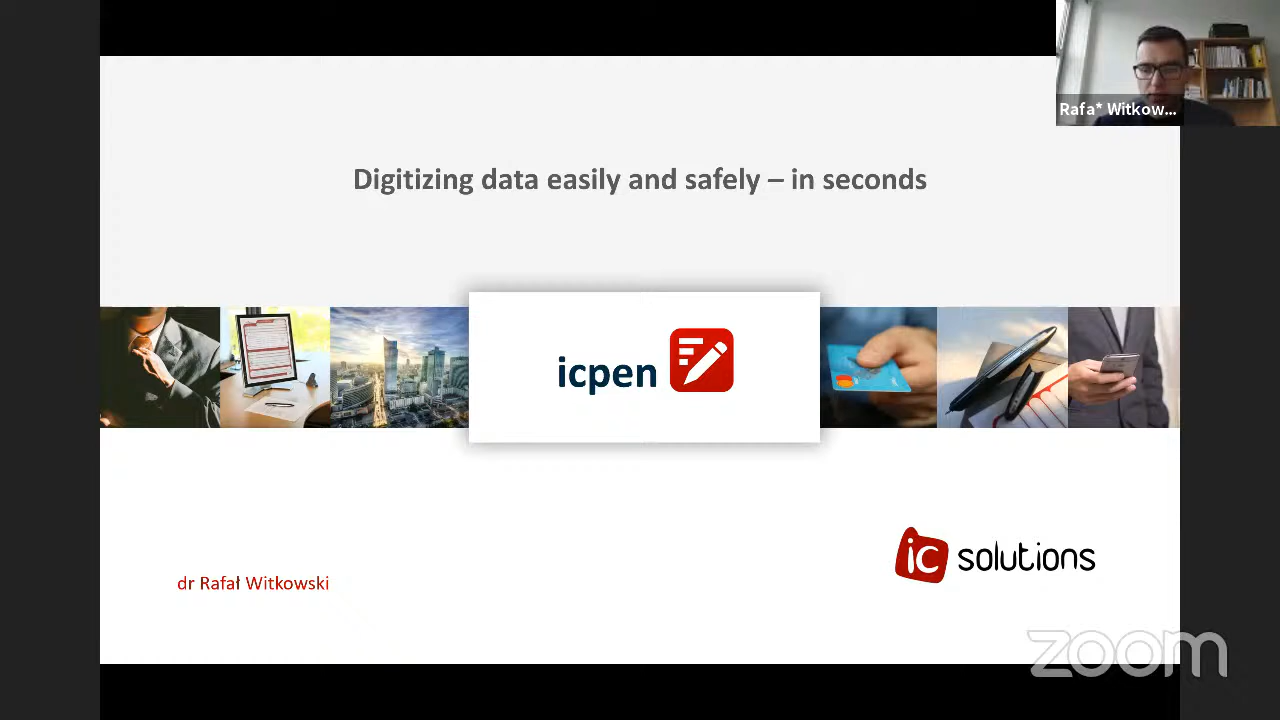 Rafa* Witkow...
Digitizing data easily and safely – in seconds
icpen
ic solutions
dr Rafał Witkowski
zoom